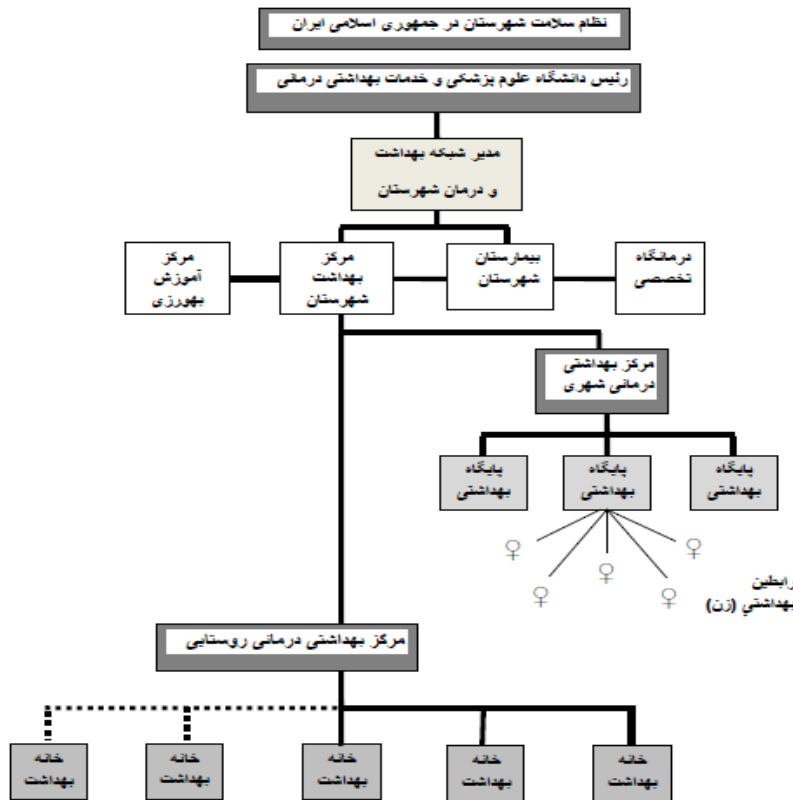 نظام سلامت شهرستان در جمهوری اسلامی ایران
رئیس دانشگاه علوم پزشکی و خدمات بهداشتی درمانی
مدیر شبکه بهداشت
و درمان شهرستان
درمانگاه
تخصصی
بیمارستان
شهرستان
مرکز
بهداشت
شهرستان
مرکز
آموزش
بهورزی
مرکز بهداشتی
درمانی شهری
پایگاه
بهداشتی
پایگاه
بهداشتی
پایگاه
بهداشتی
رابطین
بهداشتي (زن)
مرکز بهداشتی درمانی روستایی
خانه
بهداشت
خانه
بهداشت
خانه
بهداشت
خانه
بهداشت
خانه
بهداشت